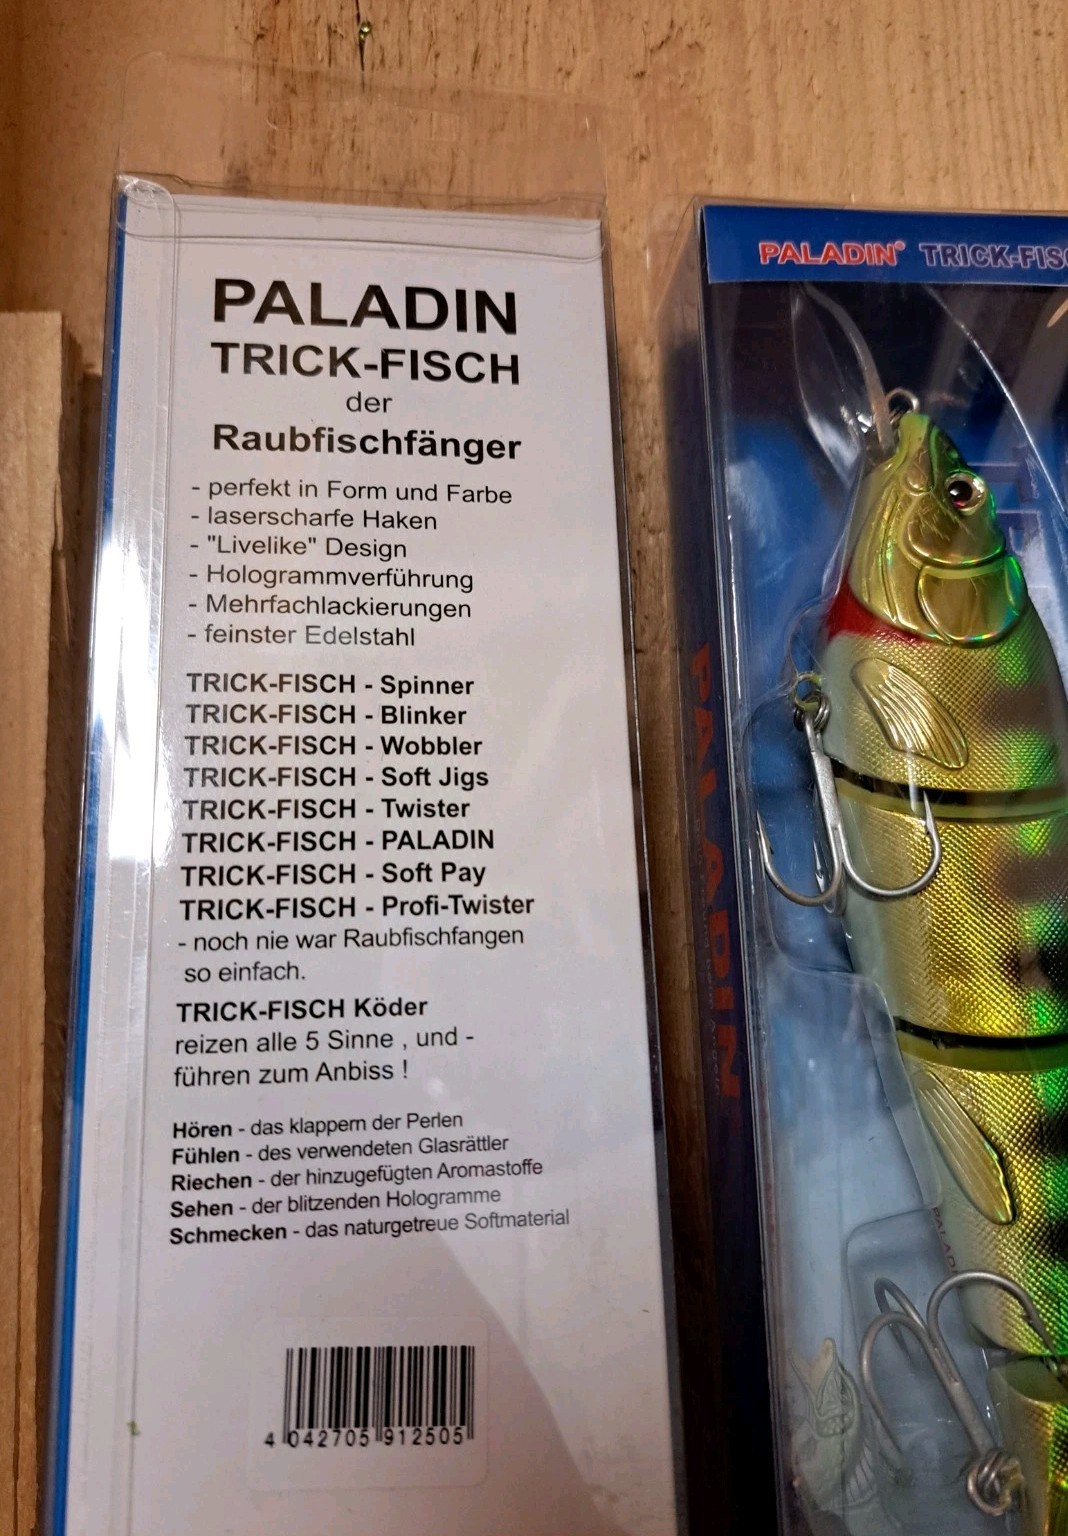 PALADIN
TRICK-FISCH
der
Raubfischfänger
- perfekt in Form und Farbe
- laserscharfe Haken
- "Livelike" Design
- Hologrammverführung
- Mehrfachlackierungen
- feinster Edelstahl
TRICK-FISCH - Spinner
TRICK-FISCH - Blinker
TRICK-FISCH - Wobbler
TRICK-FISCH - Soft Jigs
TRICK-FISCH - Twister
TRICK-FISCH - PALADIN
TRICK-FISCH - Soft Pay
TRICK-FISCH - Profi-Twister
- noch nie war Raubfischfangen
so einfach.
TRICK-FISCH Köder
reizen alle 5 Sinne , und -
führen zum Anbiss !
Hören - das klappern der Perlen
Fühlen - des verwendeten Glasrättler
Riechen - der hinzugefügten Aromastoffe
Sehen - der blitzenden Hologramme
Schmecken - das naturgetreue Softmaterial
4 042705 912505
PALADIN® TRICK-FISC
PALADIN